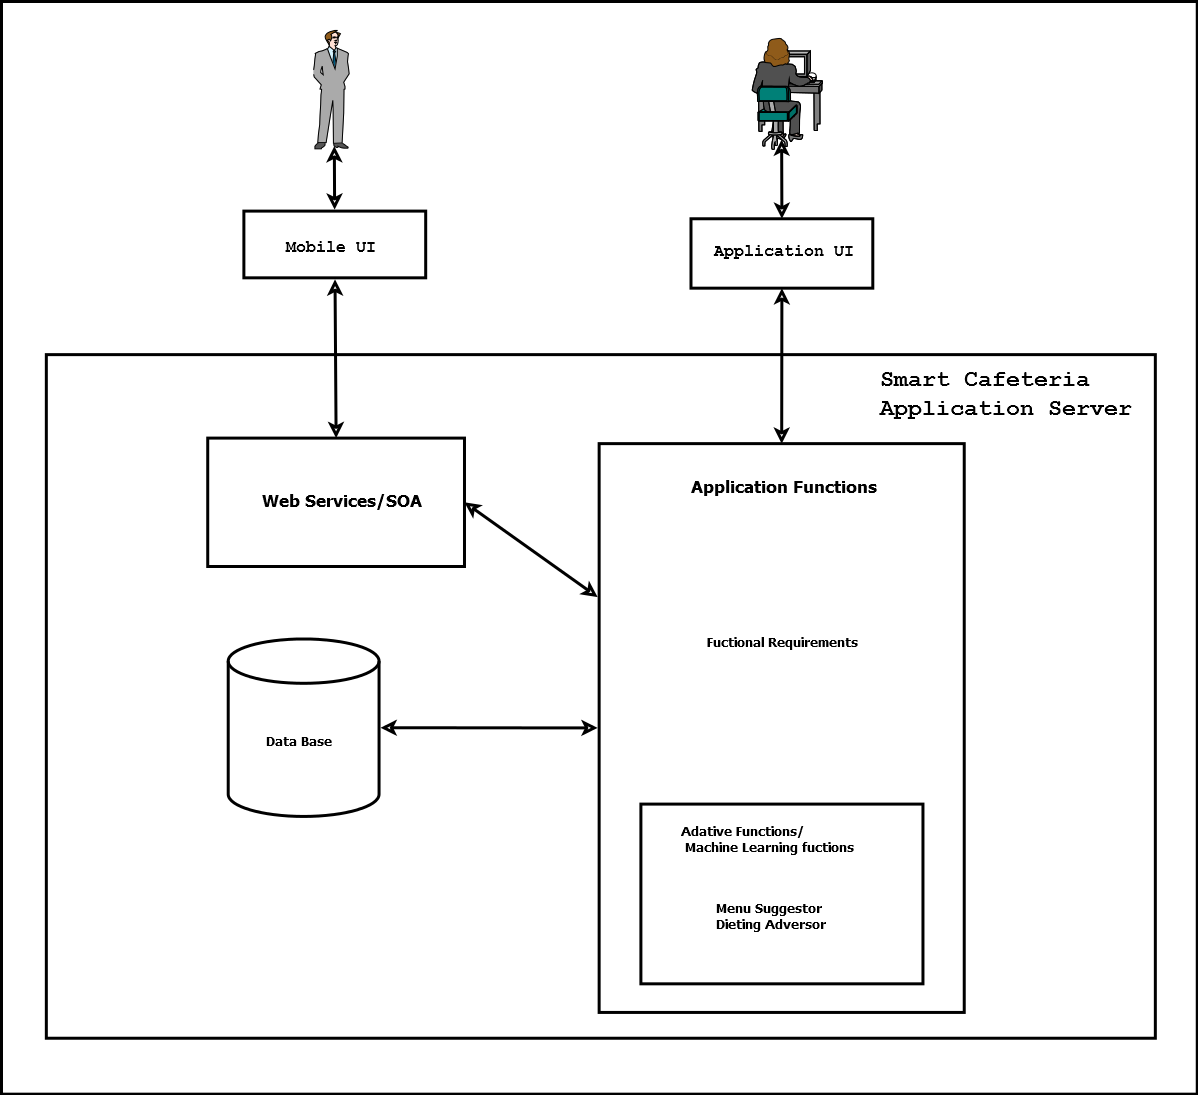 Mobile UI
Application UI
Smart Cafeteria
Application Server
Web Services/SOA
Application Functions
Fuctional Requirements
Data Base
Adative Functions/
Machine Learning fuctions
Menu Suggestor
Dieting Adversor